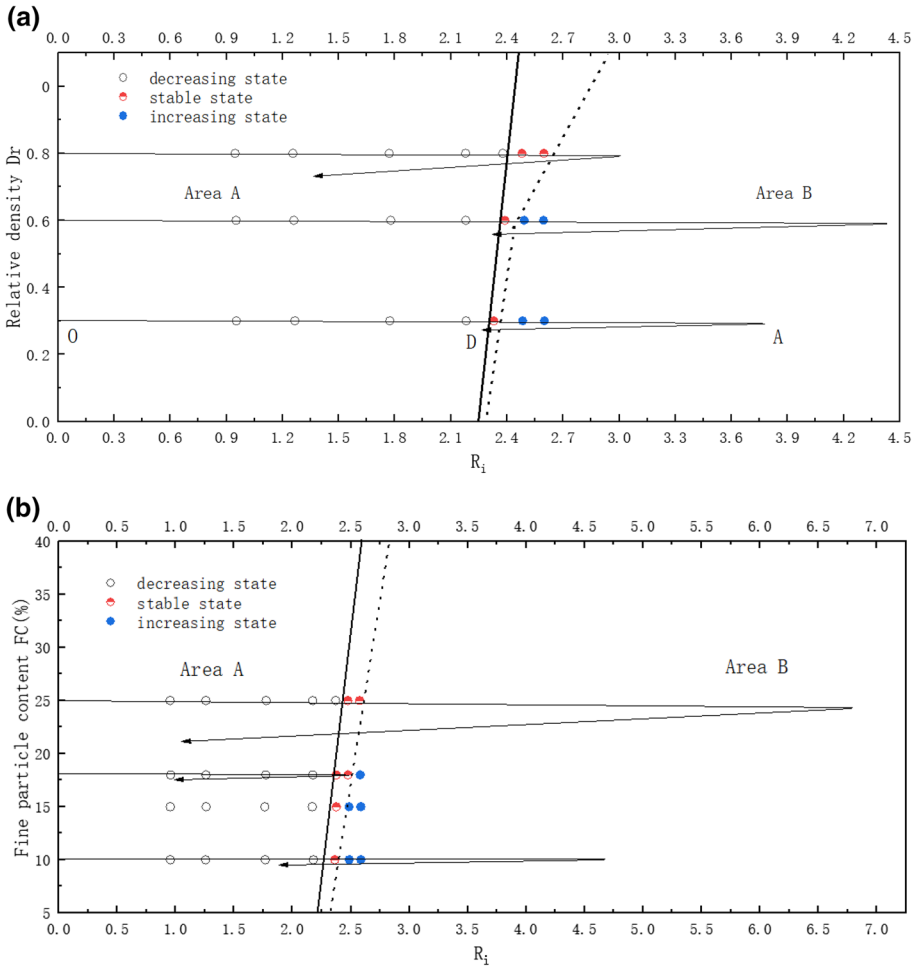 (a)
0.0 0.3 0.6 0.9 1.2 1.5 1.8 2.1 2.4 2.7 3.0 3.3 3.6 3.9 4.2 4.5
decreasing state
stable state
increasing state
Relative density Dr
0
0.8
0.6
0.4
0.2
0.0
Area A
Area B
O
D
A
0.0 0.3 0.6 0.9 1.2 1.5 1.8 2.1 2.4 2.7 3.0 3.3 3.6 3.9 4.2 4.5
Ri
(b)
0.0 0.5 1.0 1.5 2.0 2.5 3.0 3.5 4.0 4.5 5.0 5.5 6.0 6.5 7.0
decreasing state
stable state
increasing state
Fine particle content FC(%)
40
35
30
25
20
15
10
5
Area A
Area B
0.0 0.5 1.0 1.5 2.0 2.5 3.0 3.5 4.0 4.5 5.0 5.5 6.0 6.5 7.0
Ri